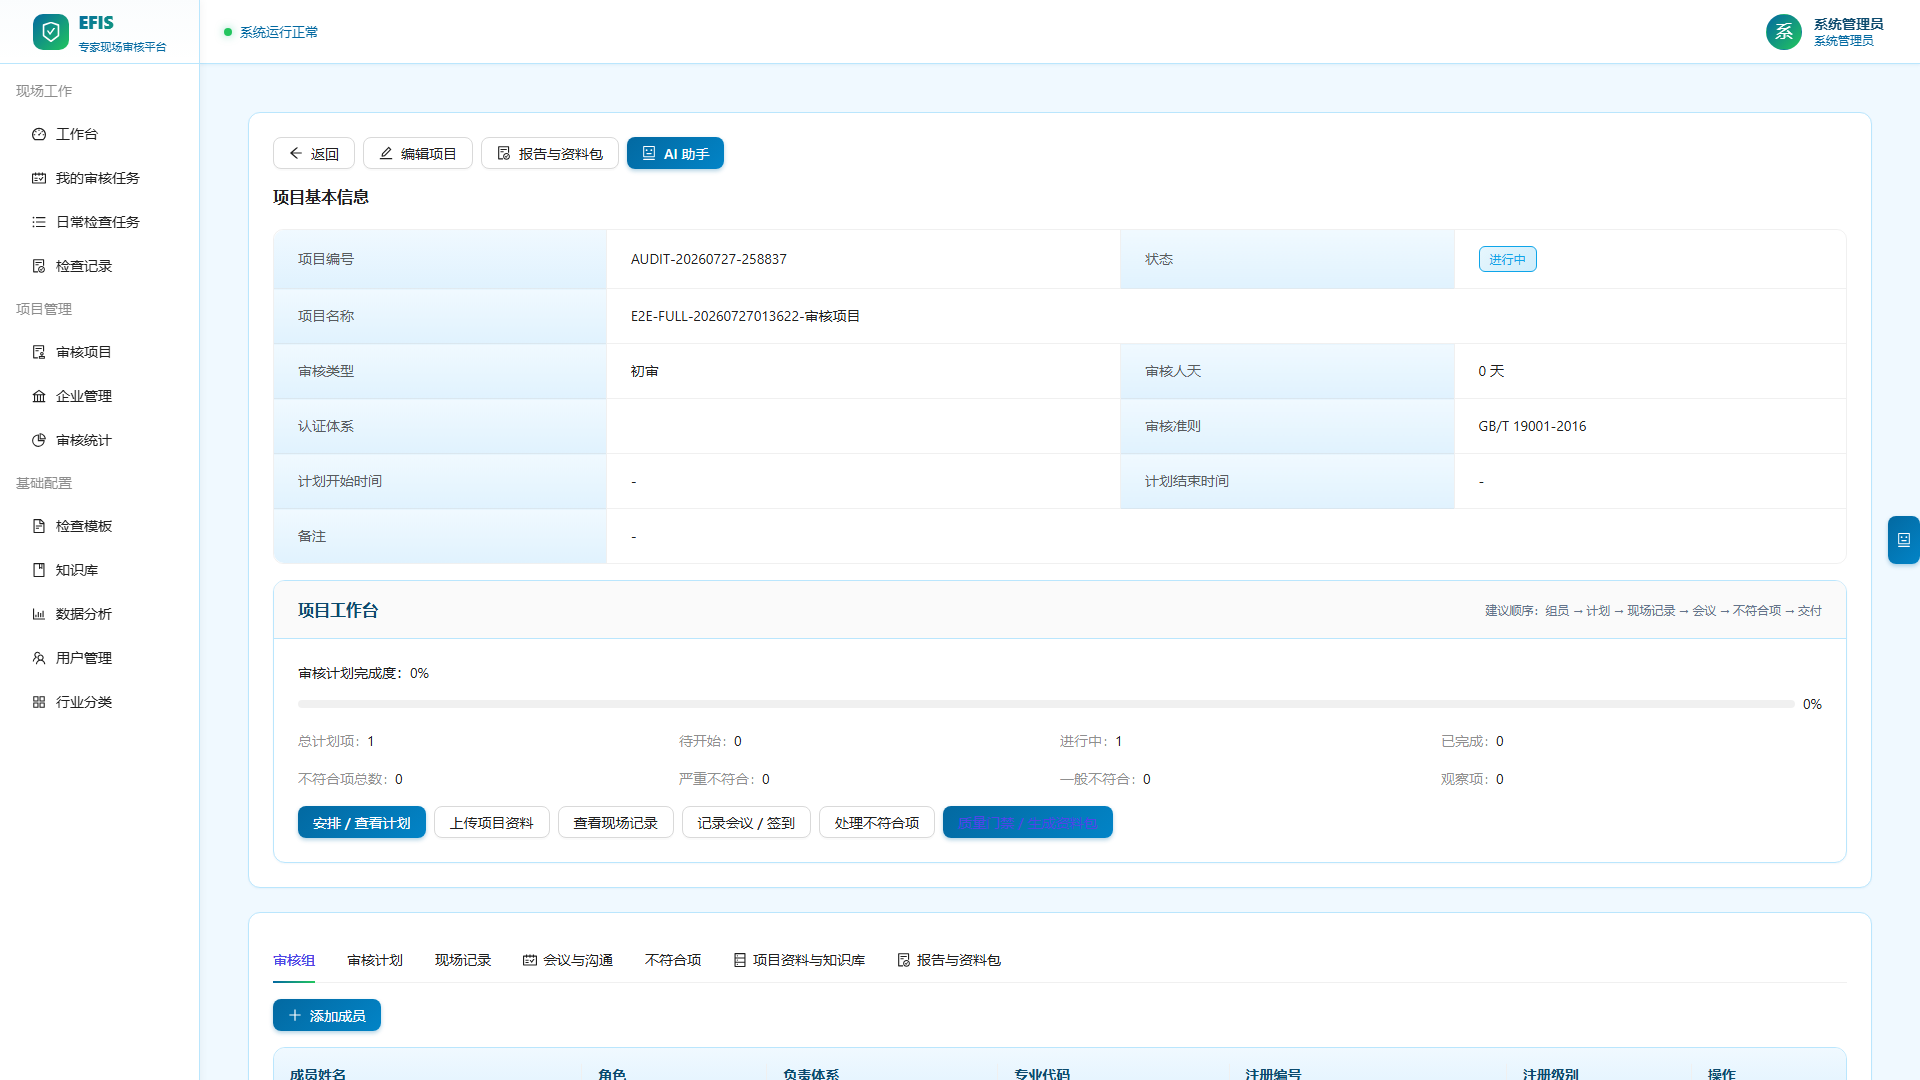 EFIS
专家现场审核平台
系统运行正常
系
系统管理员
系统管理员
现场工作
工作台
我的审核任务
日常检查任务
检查记录
项目管理
审核项目
企业管理
审核统计
基础配置
检查模板
知识库
数据分析
用户管理
行业分类
返回
编辑项目
报告与资料包
AI 助手
项目基本信息
项目编号 AUDIT-20260727-258837 状态 进行中
项目名称 E2E-FULL-20260727013622-审核项目
审核类型 初审 审核人天 0 天
认证体系 审核准则 GB/T 19001-2016
计划开始时间 - 计划结束时间 -
备注 -
项目工作台 建议顺序：组员 → 计划 → 现场记录 → 会议 → 不符合项 → 交付
审核计划完成度：0%
0%
总计划项：1 待开始：0 进行中：1 已完成：0
不符合项总数：0 严重不符合：0 一般不符合：0 观察项：0
安排 / 查看计划 上传项目资料 查看现场记录 记录会议 / 签到 处理不符合项
审核组 审核计划 现场记录 会议与沟通 不符合项 项目资料与知识库 报告与资料包
添加成员
成员姓名 角色 负责体系 专业代码 注册编号 注册级别 操作